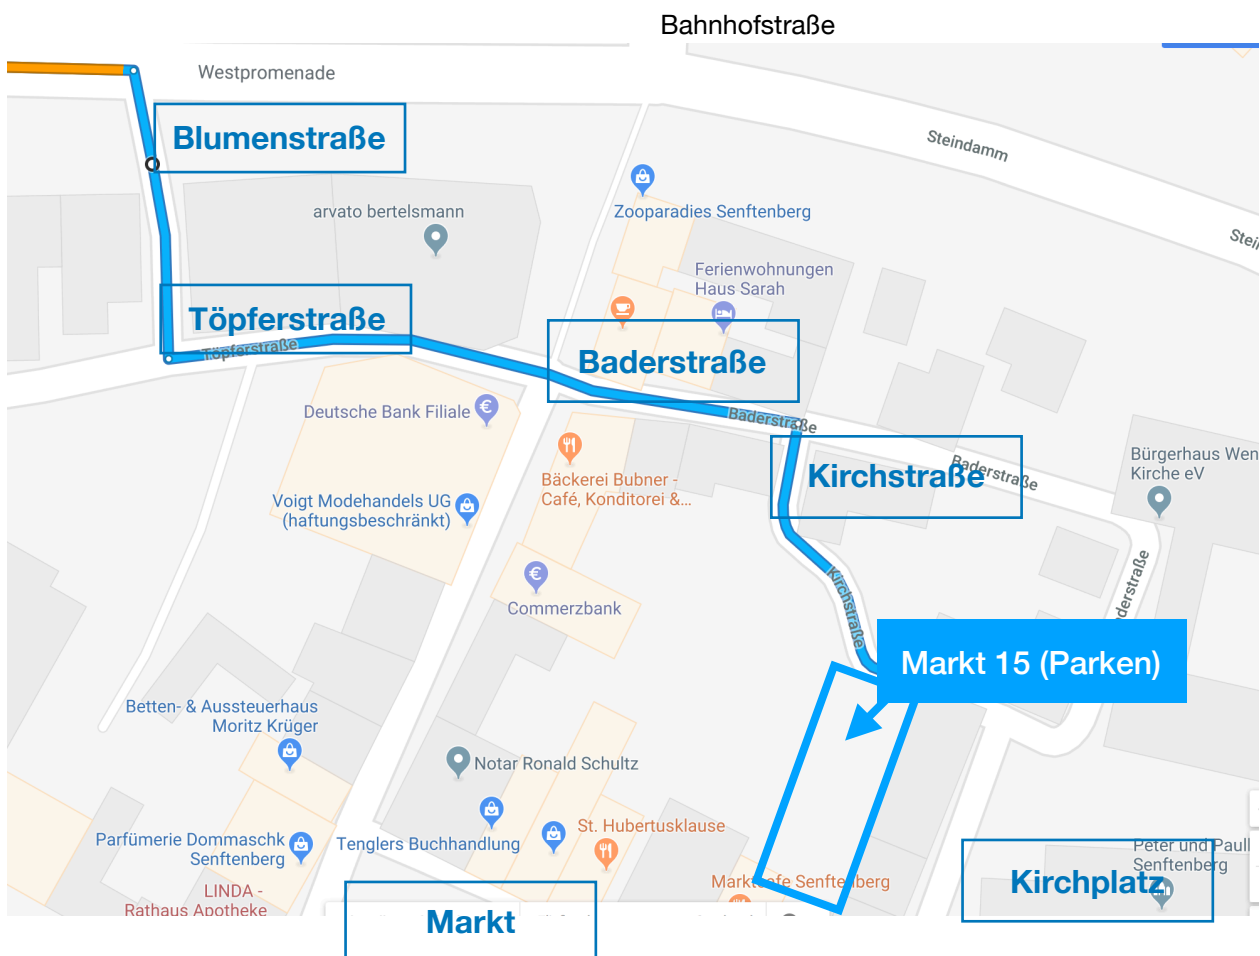 Bahnhofstraße
Westpromenade
Blumenstraße
Steindamm
arvato bertelsmann
Zooparadies Senftenberg
Ferienwohnungen
Haus Sarah
Töpferstraße
Töpferstraße
Baderstraße
Deutsche Bank Filiale
Baderstraße
Kirchstraße
Baderstraße
Bürgerhaus Wen
Kirche eV
Bäckerei Bubner -
Café, Konditorei &...
Voigt Modehandels UG
(haftungsbeschränkt)
Commerzbank
Kirchstraße
aderstraße
Markt 15 (Parken)
Betten- & Aussteuerhaus
Moritz Krüger
Notar Ronald Schultz
St. Hubertusklause
Parfümerie Dommaschk
Senftenberg
Tenglers Buchhandlung
Peter und Paul
Senftenberg
Marktcafe Senftenberg
Kirchplatz
LINDA -
Rathaus Apotheke
Markt